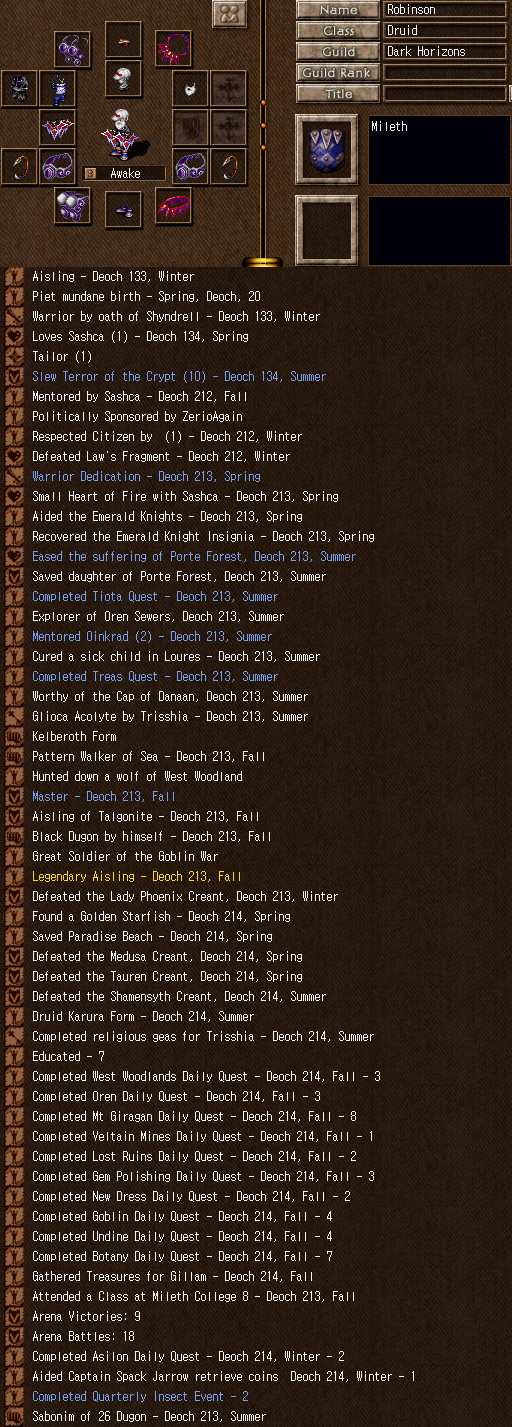 Name Robinson
Class Druid
Guild Dark Horizons
Guild Rank
Title
Mileth
Awake
Aisling - Deoch 133, Winter
Piet mundane birth - Spring, Deoch, 20
Warrior by oath of Shyndrell - Deoch 133, Winter
Loves Sashca (1) - Deoch 134, Spring
Tailor (1)
Slew Terror of the Crypt (10) - Deoch 134, Summer
Mentored by Sashca - Deoch 212, Fall
Politically Sponsored by ZerioAgain
Respected Citizen by  (1) - Deoch 212, Winter
Defeated Law's Fragment - Deoch 212, Winter
Warrior Dedication - Deoch 213, Spring
Small Heart of Fire with Sashca - Deoch 213, Spring
Aided the Emerald Knights - Deoch 213, Spring
Recovered the Emerald Knight Insignia - Deoch 213, Spring
Eased the suffering of Porte Forest, Deoch 213, Summer
Saved daughter of Porte Forest, Deoch 213, Summer
Completed Tiota Quest - Deoch 213, Summer
Explorer of Oren Sewers, Deoch 213, Summer
Mentored Oinkrad (2) - Deoch 213, Summer
Cured a sick child in Loures - Deoch 213, Summer
Completed Treas Quest - Deoch 213, Summer
Worthy of the Cap of Danaan, Deoch 213, Summer
Glioca Acolyte by Trisshia - Deoch 213, Summer
Kelberoth Form
Pattern Walker of Sea - Deoch 213, Fall
Hunted down a wolf of West Woodland
Master - Deoch 213, Fall
Aisling of Talgonite - Deoch 213, Fall
Black Dugon by himself - Deoch 213, Fall
Great Soldier of the Goblin War
Legendary Aisling - Deoch 213, Fall
Defeated the Lady Phoenix Creant, Deoch 213, Winter
Found a Golden Starfish - Deoch 214, Spring
Saved Paradise Beach - Deoch 214, Spring
Defeated the Medusa Creant, Deoch 214, Spring
Defeated the Tauren Creant, Deoch 214, Spring
Defeated the Shamensyth Creant, Deoch 214, Summer
Druid Karura Form - Deoch 214, Summer
Completed religious geas for Trisshia - Deoch 214, Summer
Educated - 7
Completed West Woodlands Daily Quest - Deoch 214, Fall - 3
Completed Oren Daily Quest - Deoch 214, Fall - 3
Completed Mt Giragan Daily Quest - Deoch 214, Fall - 8
Completed Veltain Mines Daily Quest - Deoch 214, Fall - 1
Completed Lost Ruins Daily Quest - Deoch 214, Fall - 2
Completed Gem Polishing Daily Quest - Deoch 214, Fall - 3
Completed New Dress Daily Quest - Deoch 214, Fall - 2
Completed Goblin Daily Quest - Deoch 214, Fall - 4
Completed Undine Daily Quest - Deoch 214, Fall - 4
Completed Botany Daily Quest - Deoch 214, Fall - 7
Gathered Treasures for Gillam - Deoch 214, Fall
Attended a Class at Mileth College 8 - Deoch 213, Fall
Arena Victories: 9
Arena Battles: 18
Completed Asilon Daily Quest - Deoch 214, Winter - 2
Aided Captain Spack Jarrow retrieve coins  Deoch 214, Winter - 1
Completed Quarterly Insect Event - 2
Sabonim of 26 Dugon - Deoch 213, Summer